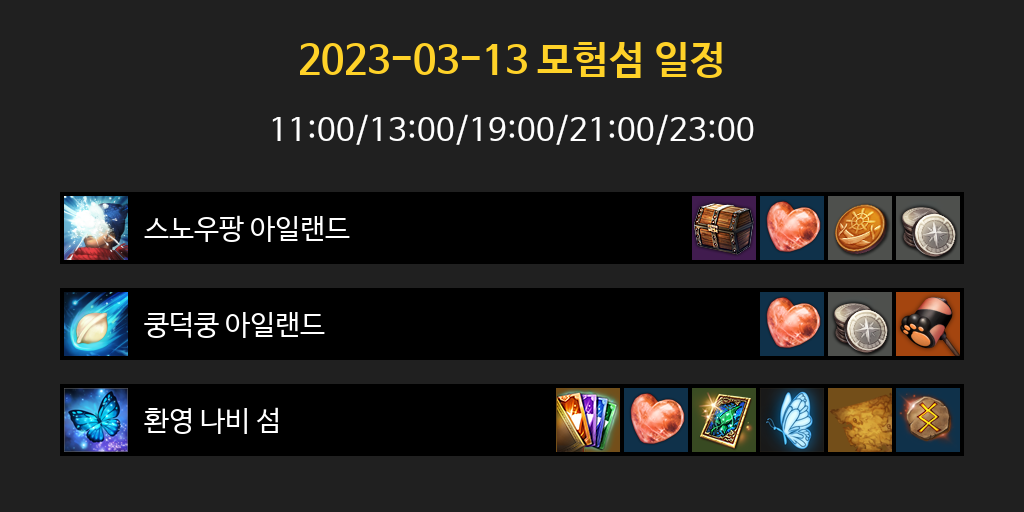 2023-03-13 모험섬 일정
11:00/13:00/19:00/21:00/23:00
스노우팡 아일랜드
쿵덕쿵 아일랜드
환영 나비 섬